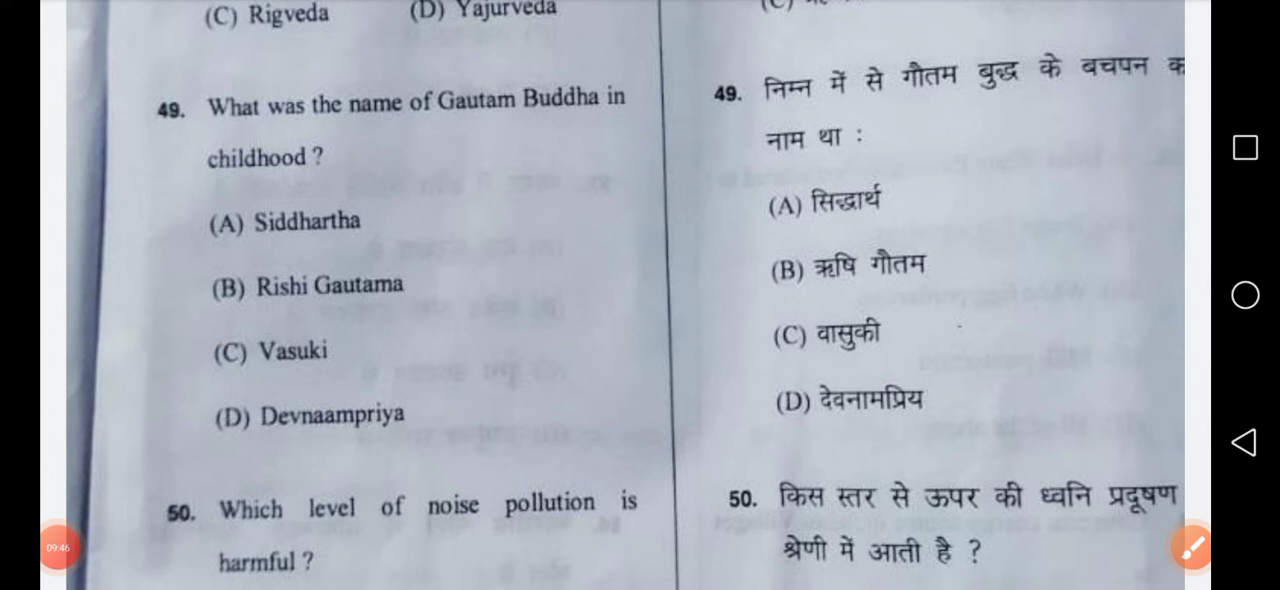 (C) Rigveda (D) Yajurveda
49. What was the name of Gautam Buddha in
childhood ?
(A) Siddhartha
(B) Rishi Gautama
(C) Vasuki
(D) Devnaampriya
50. Which level of noise pollution is
harmful ?
(C)
49. निम्न में से गौतम बुद्ध के बचपन
नाम था :
(A) सिद्धार्थ
(B) ऋषि गौतम
(C) वासुकी
(D) देवनामप्रिय
50. किस स्तर से ऊपर की ध्वनि प्रदूषण
श्रेणी में आती है ?
09:46